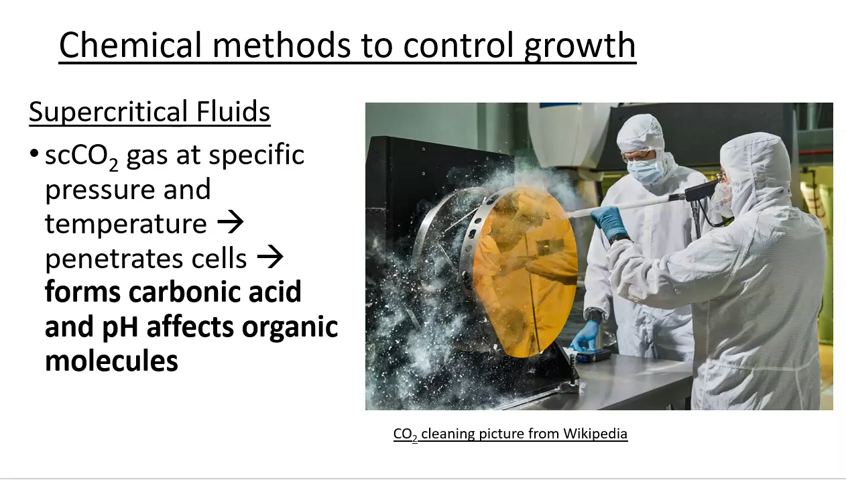 Chemical methods to control growth
Supercritical Fluids
• scCO₂ gas at specific
pressure and
temperature →
penetrates cells →
forms carbonic acid
and pH affects organic
molecules
CO₂ cleaning picture from Wikipedia